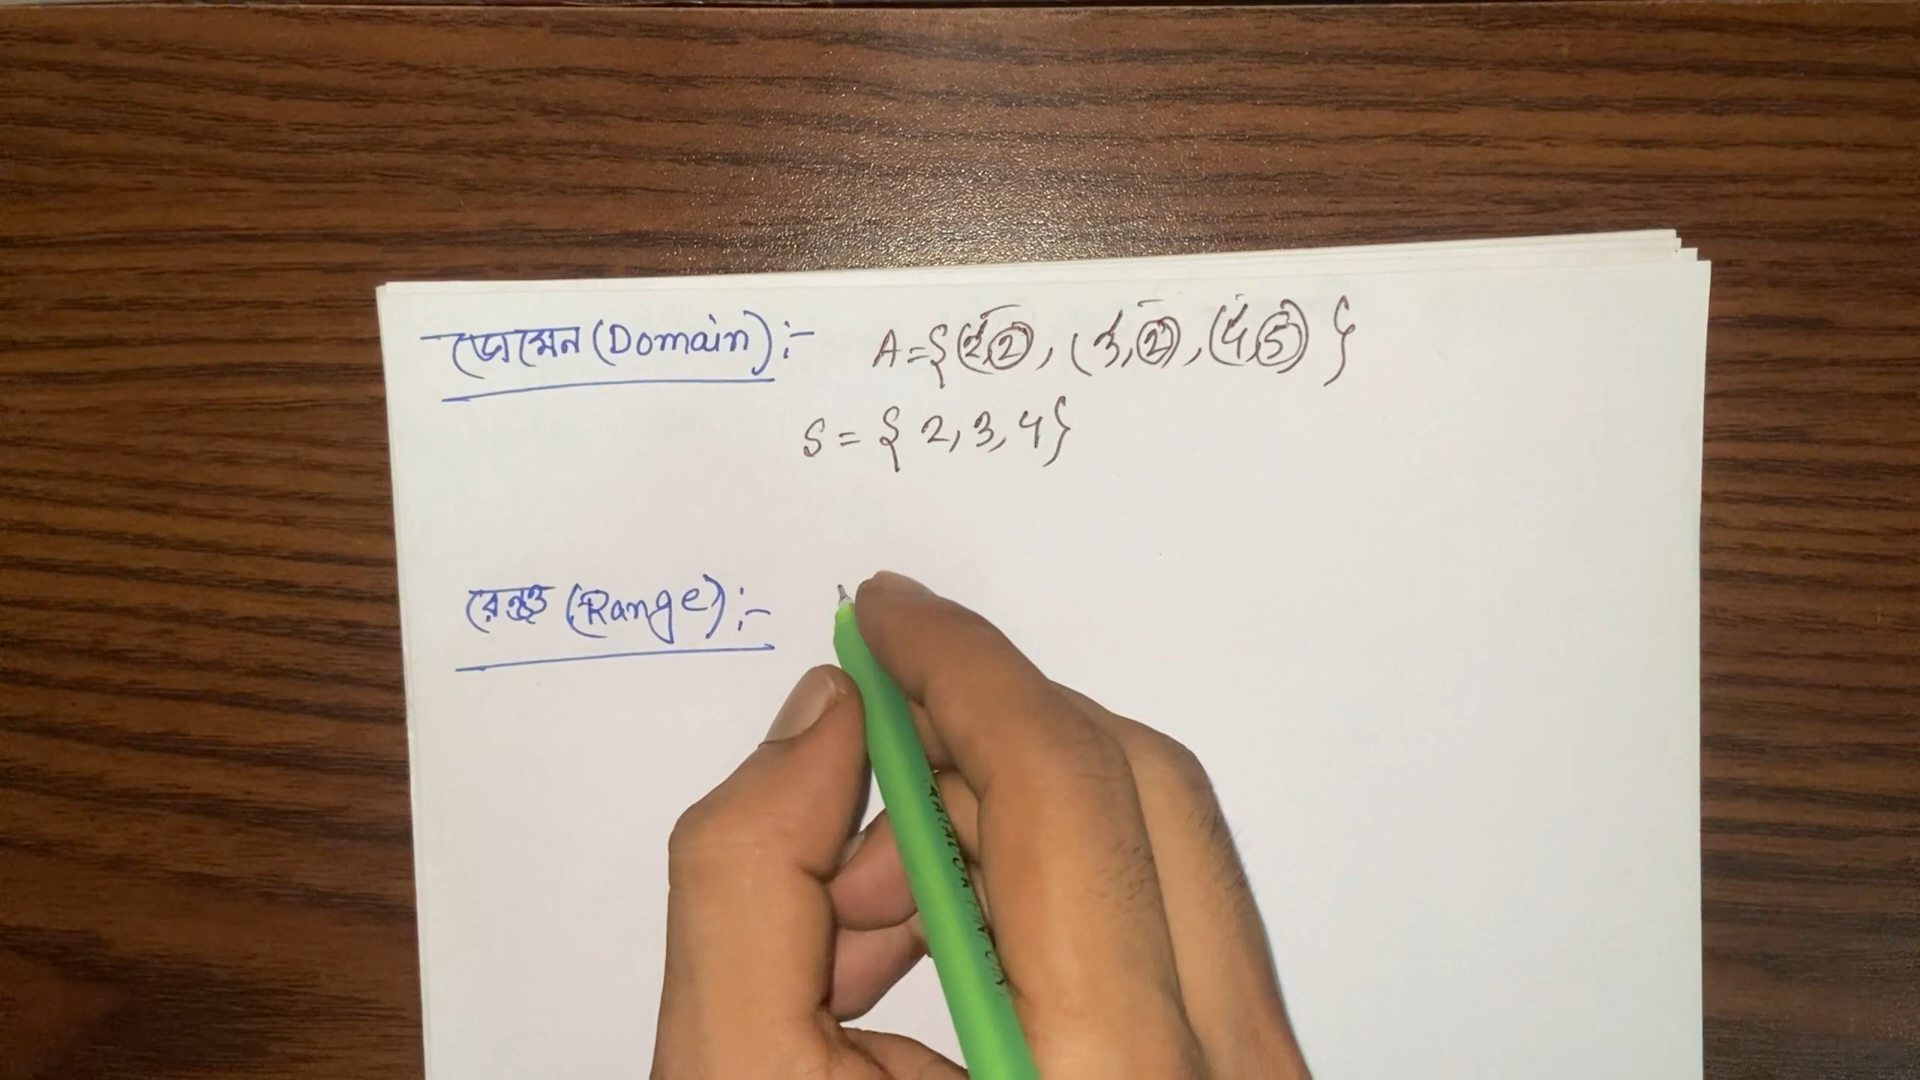 ডোমেন (Domain):- A={(2,2), (3,2), (4,5)}
S = {2, 3, 4}
রেঞ্জ (Range):-